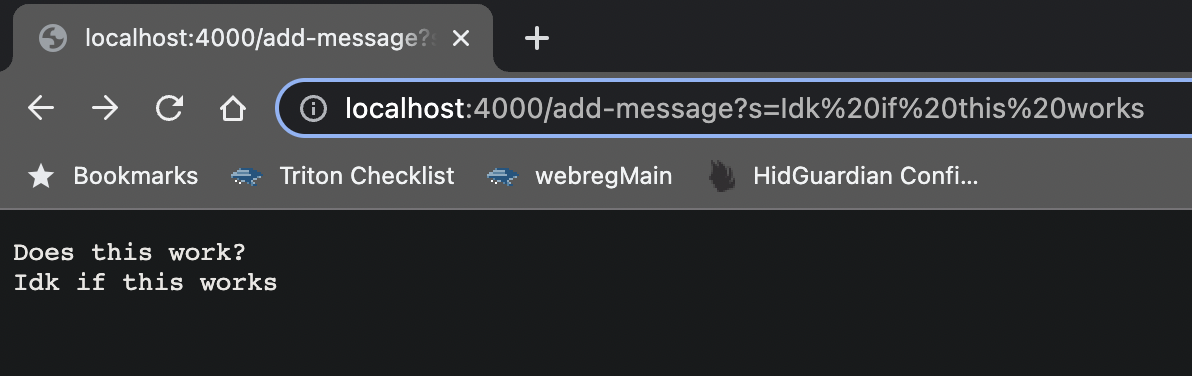 localhost:4000/add-message?
localhost:4000/add-message?s=Idk%20if%20this%20works
Bookmarks Triton Checklist webregMain HidGuardian Confi...
Does this work?
Idk if this works